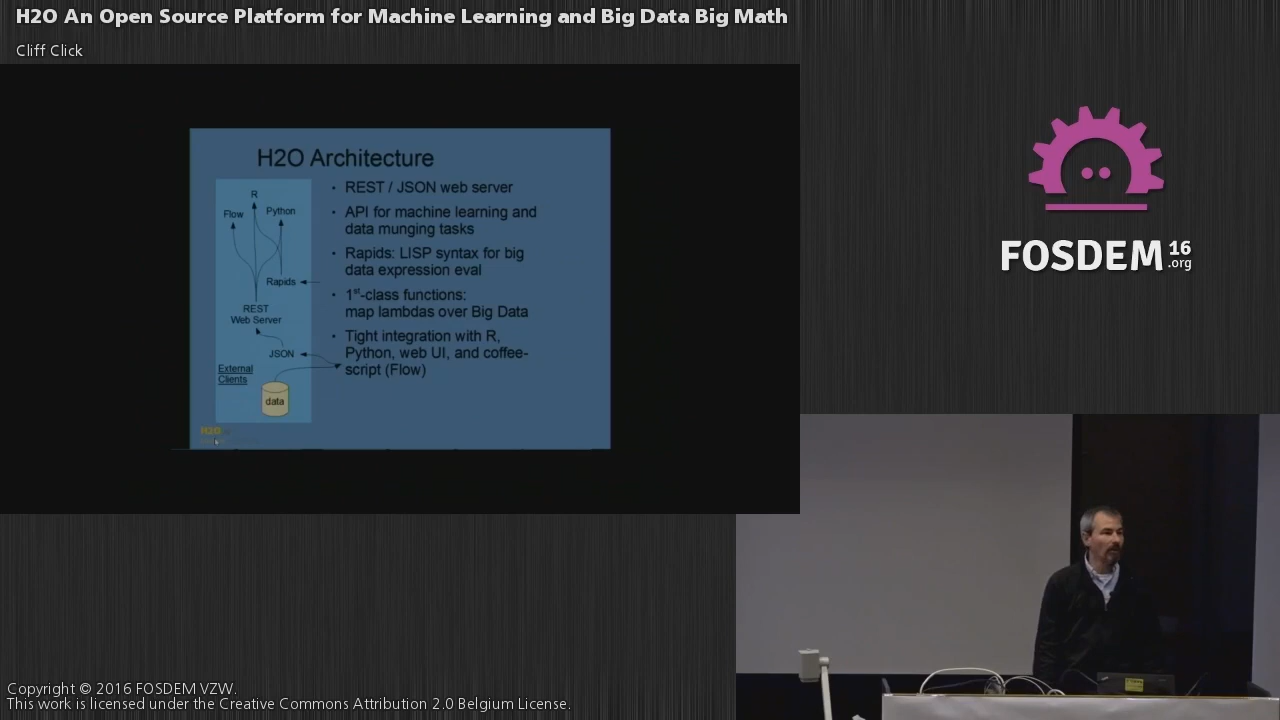 H2O An Open Source Platform for Machine Learning and Big Data Big Math
Cliff Click
H2O Architecture
R
Flow
Python
Rapids
REST
Web Server
JSON
External
Clients
data
H2O
• REST / JSON web server
• API for machine learning and
data munging tasks
• Rapids: LISP syntax for big
data expression eval
• 1st-class functions:
map lambdas over Big Data
• Tight integration with R,
Python, web UI, and coffee-
script (Flow)
FOSDEM 16
.org
Copyright © 2016 FOSDEM VZW.
This work is licensed under the Creative Commons Attribution 2.0 Belgium License.